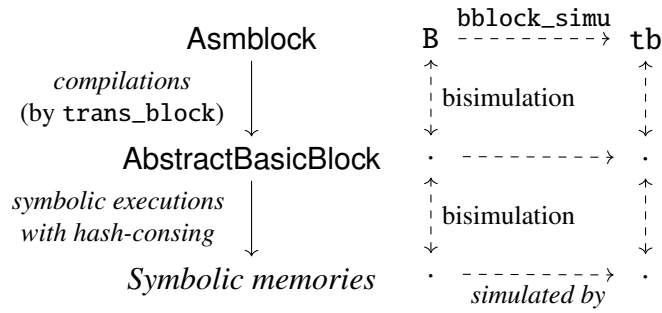 bblock_simu
Asmblock B tb
compilations
(by trans_block)
bisimulation
AbstractBasicBlock . .
symbolic executions
with hash-consing
bisimulation
Symbolic memories . .
simulated by